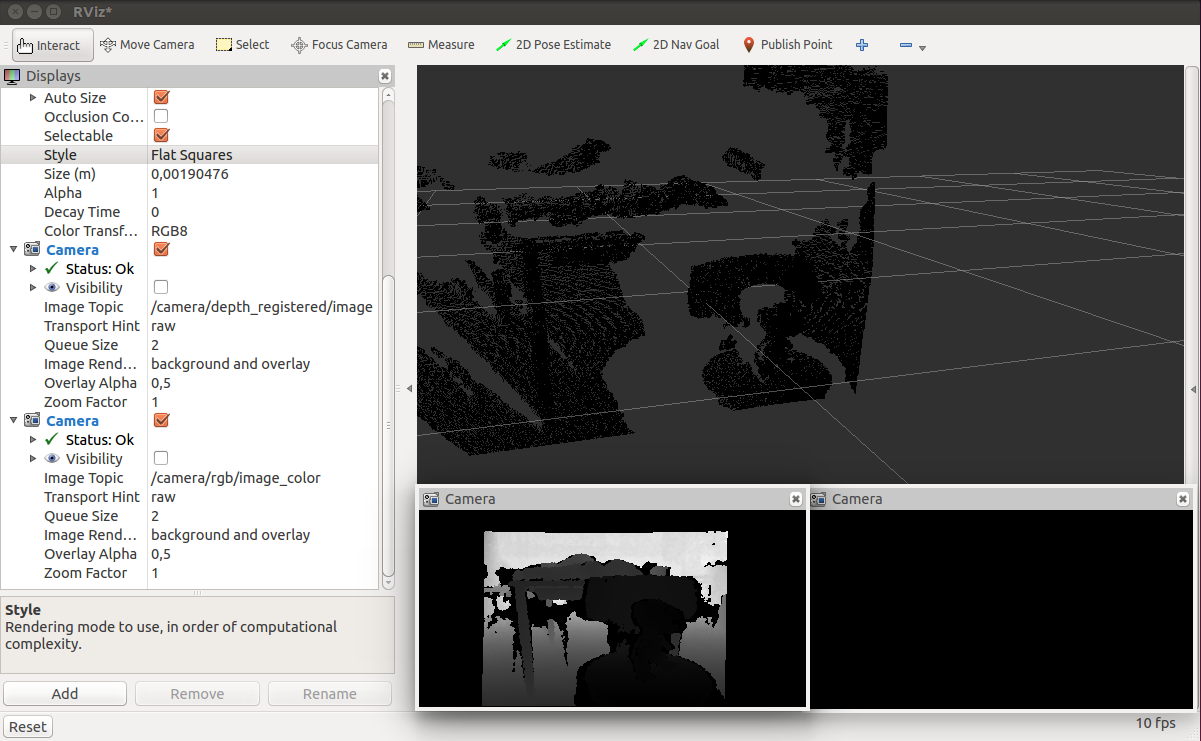 RViz*
Interact Move Camera Select Focus Camera Measure 2D Pose Estimate 2D Nav Goal Publish Point
Displays
Auto Size
Occlusion Co...
Selectable
Style Flat Squares
Size (m) 0,00190476
Alpha 1
Decay Time 0
Color Transf... RGB8
Camera
Status: Ok
Visibility
Image Topic /camera/depth_registered/image
Transport Hint raw
Queue Size 2
Image Rend... background and overlay
Overlay Alpha 0,5
Zoom Factor 1
Camera
Status: Ok
Visibility
Image Topic /camera/rgb/image_color
Transport Hint raw
Queue Size 2
Image Rend... background and overlay
Overlay Alpha 0,5
Zoom Factor 1
Style
Rendering mode to use, in order of computational
complexity.
Add Remove Rename
Reset
Camera
Camera
10 fps